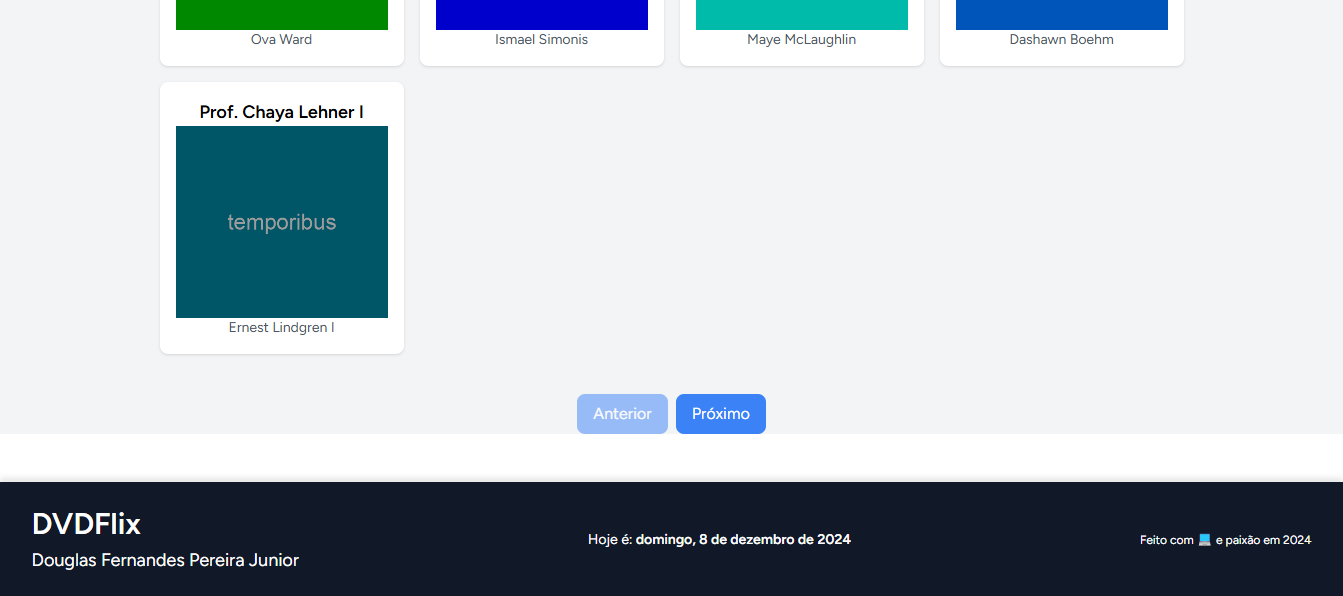 Ova Ward
Ismael Simonis
Maye McLaughlin
Dashawn Boehm
Prof. Chaya Lehner I
temporibus
Ernest Lindgren I
Anterior
Próximo
DVDFlix
Douglas Fernandes Pereira Junior
Hoje é: domingo, 8 de dezembro de 2024
Feito com 💻 e paixão em 2024